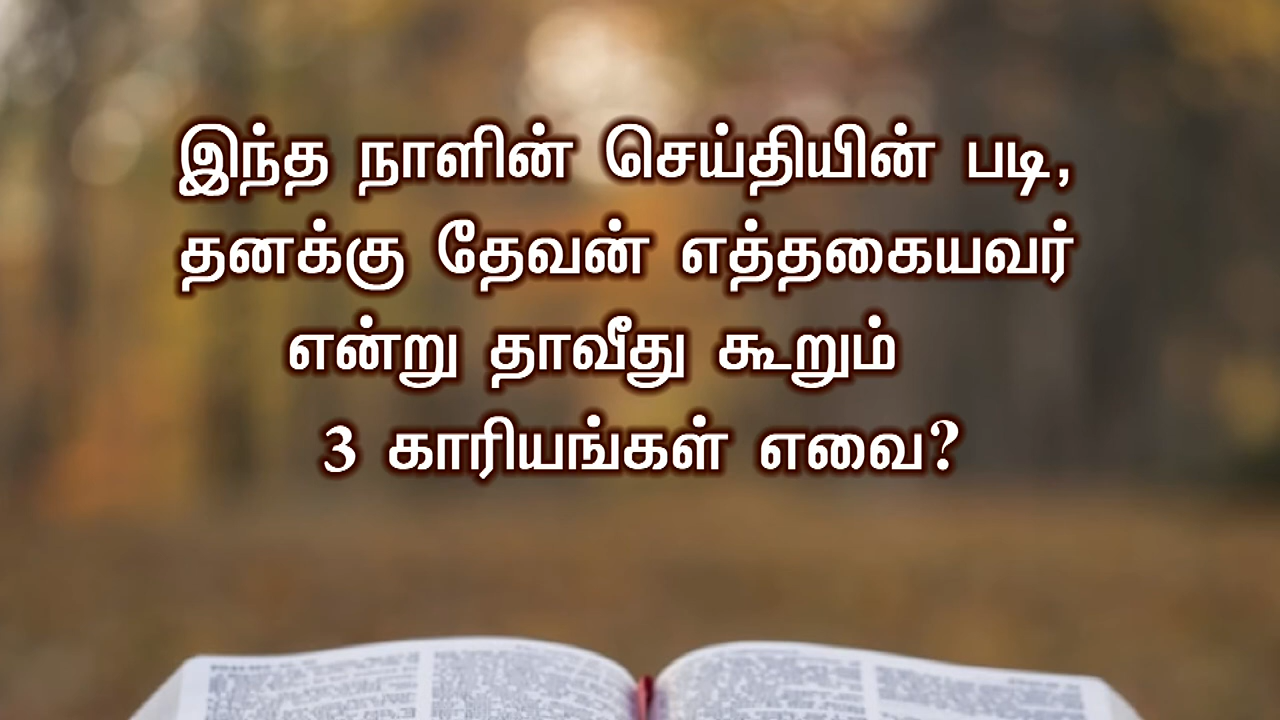 இந்த நாளின் செய்தியின் படி,
தனக்கு தேவன் எத்தகையவர்
என்று தாவீது கூறும்
3 காரியங்கள் எவை?